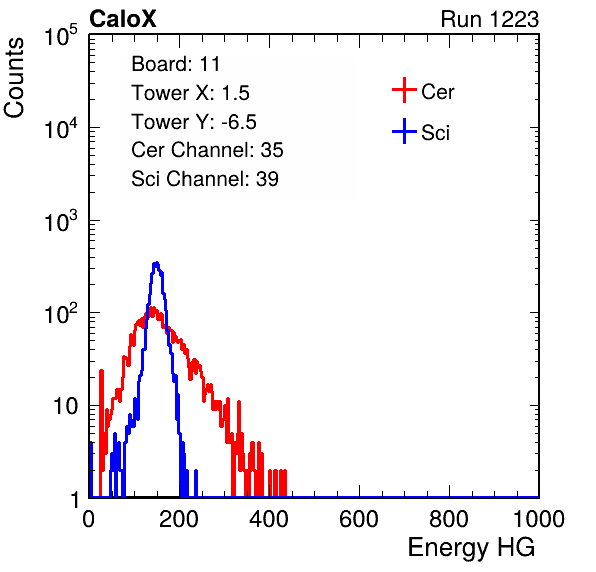 CaloX Run 1223
Counts
10^5
10^4
10^3
10^2
10
1
Board: 11
Tower X: 1.5
Tower Y: -6.5
Cer Channel: 35
Sci Channel: 39
Cer
Sci
0 200 400 600 800 1000
Energy HG